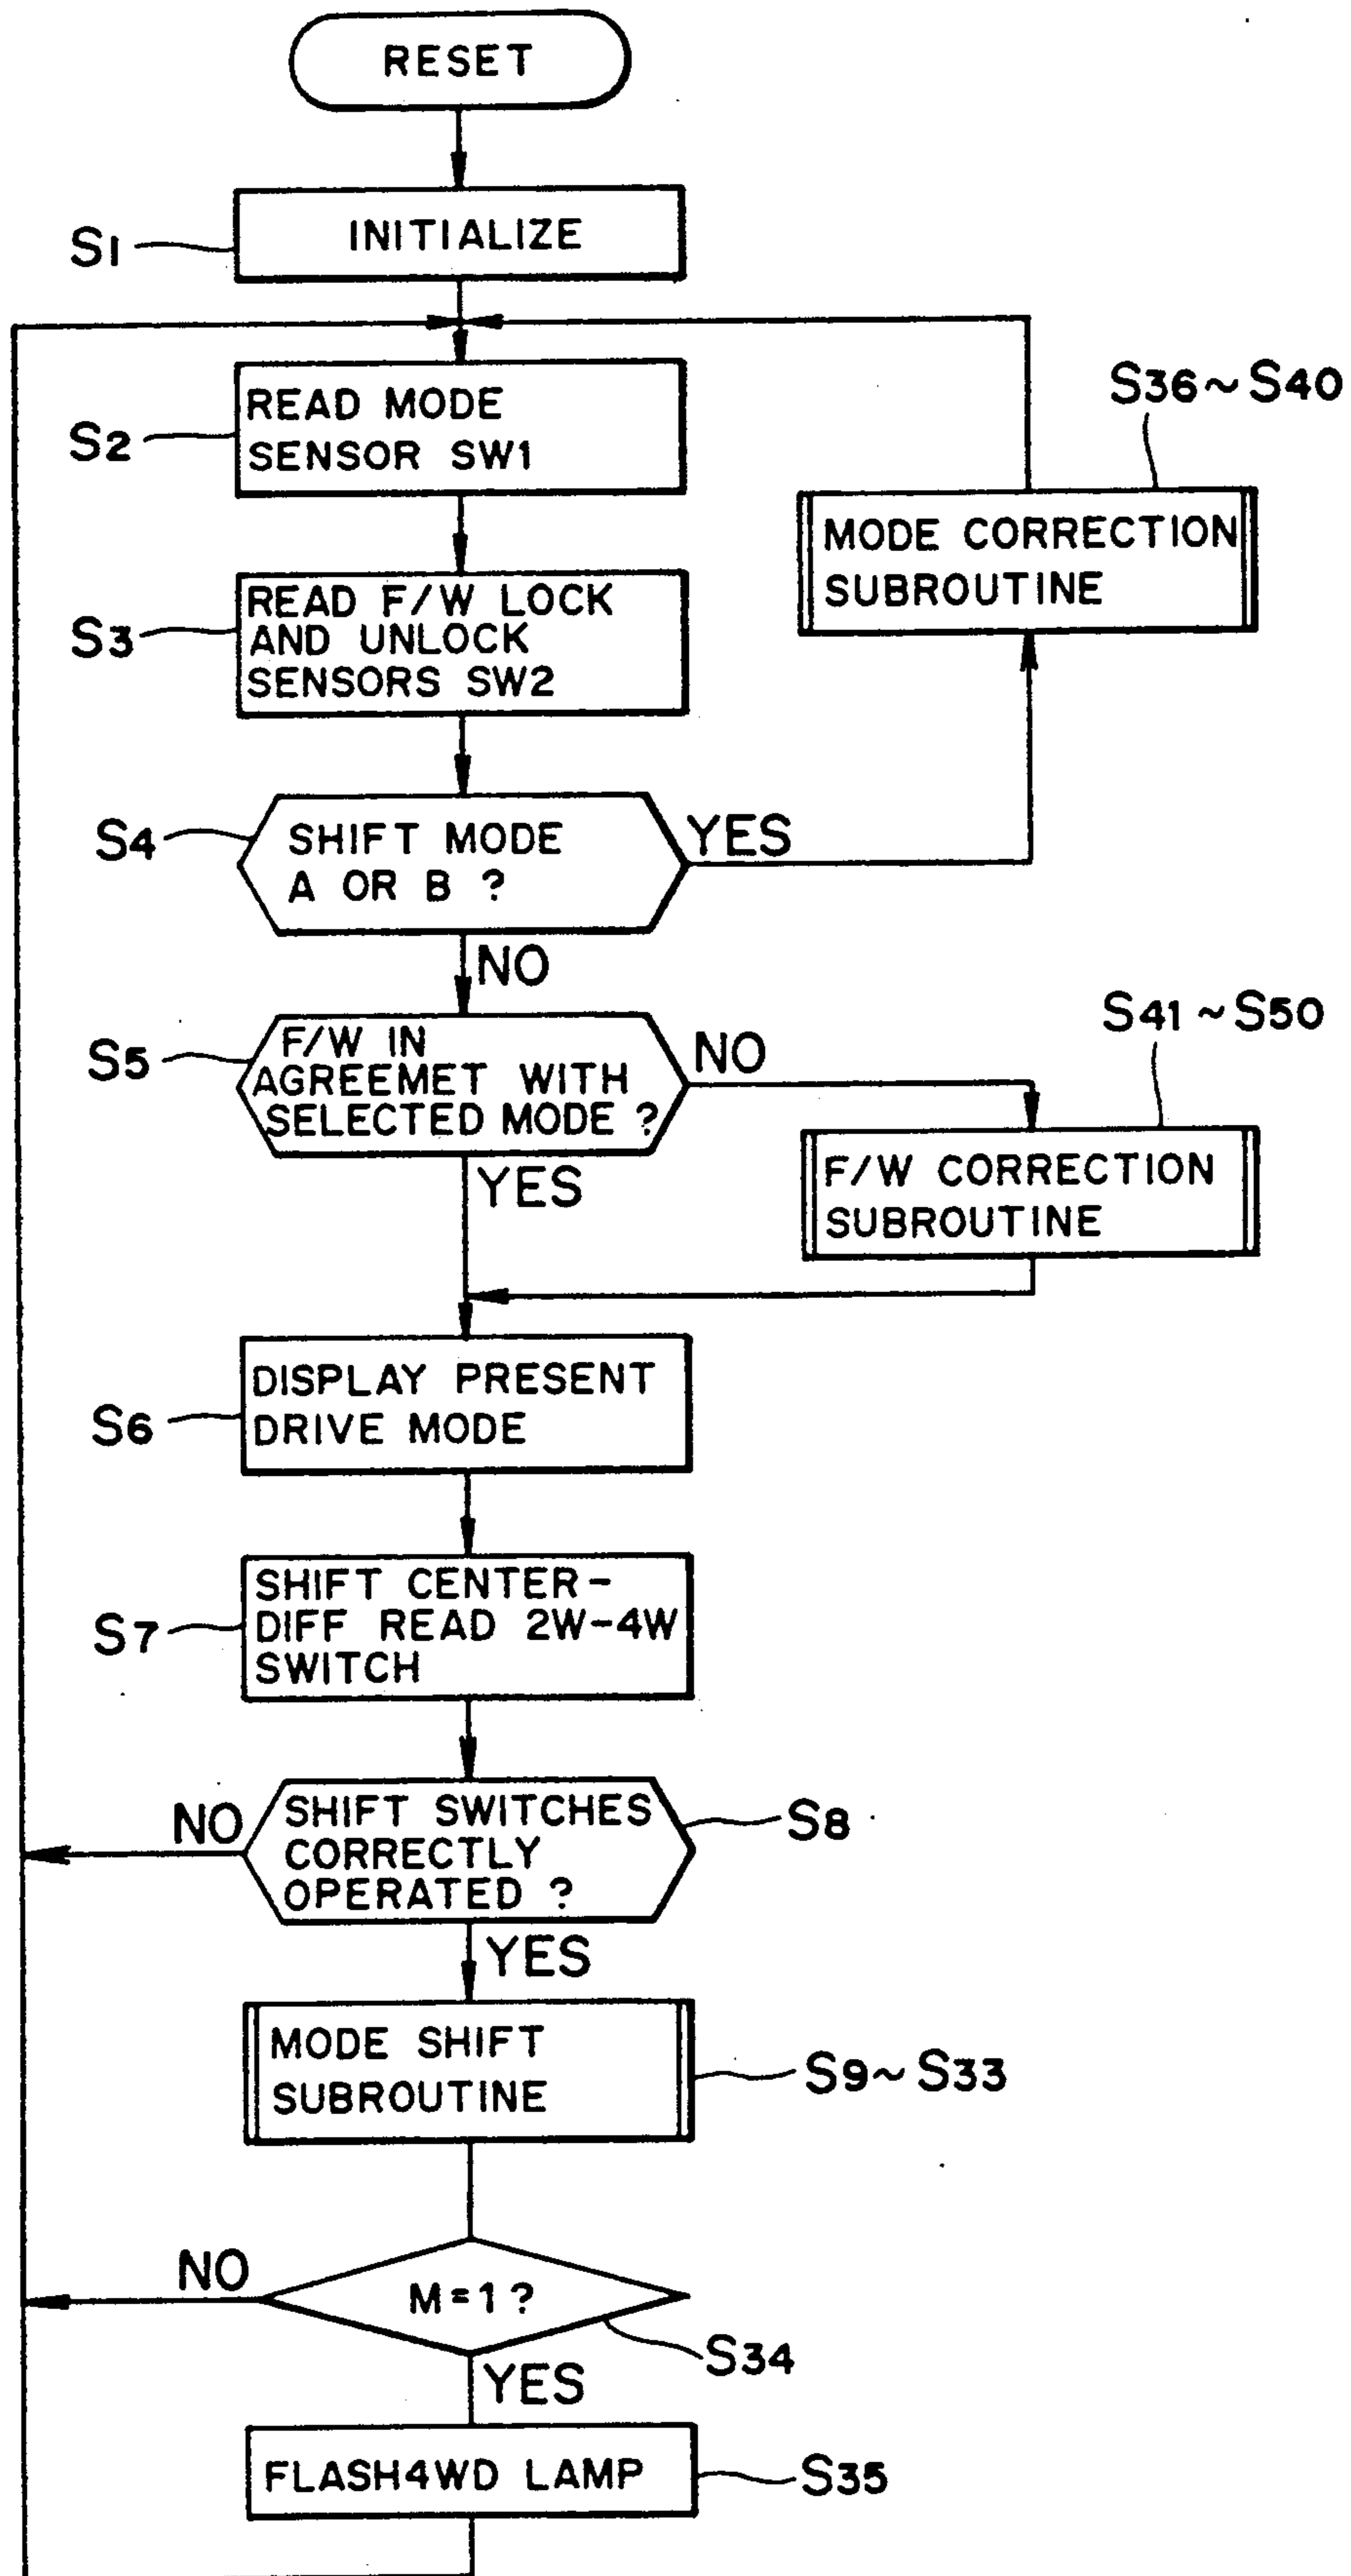 RESET
S1
INITIALIZE
S2
READ MODE
SENSOR SW1
S36~S40
MODE CORRECTION
SUBROUTINE
S3
READ F/W LOCK
AND UNLOCK
SENSORS SW2
S4
SHIFT MODE
A OR B ?
YES
NO
S5
F/W IN
AGREEMET WITH
SELECTED MODE ?
NO
YES
S41~S50
F/W CORRECTION
SUBROUTINE
S6
DISPLAY PRESENT
DRIVE MODE
S7
SHIFT CENTER-
DIFF READ 2W-4W
SWITCH
NO
SHIFT SWITCHES
CORRECTLY
OPERATED ?
S8
YES
MODE SHIFT
SUBROUTINE
S9~S33
NO
M=1?
S34
YES
FLASH4WD LAMP
S35